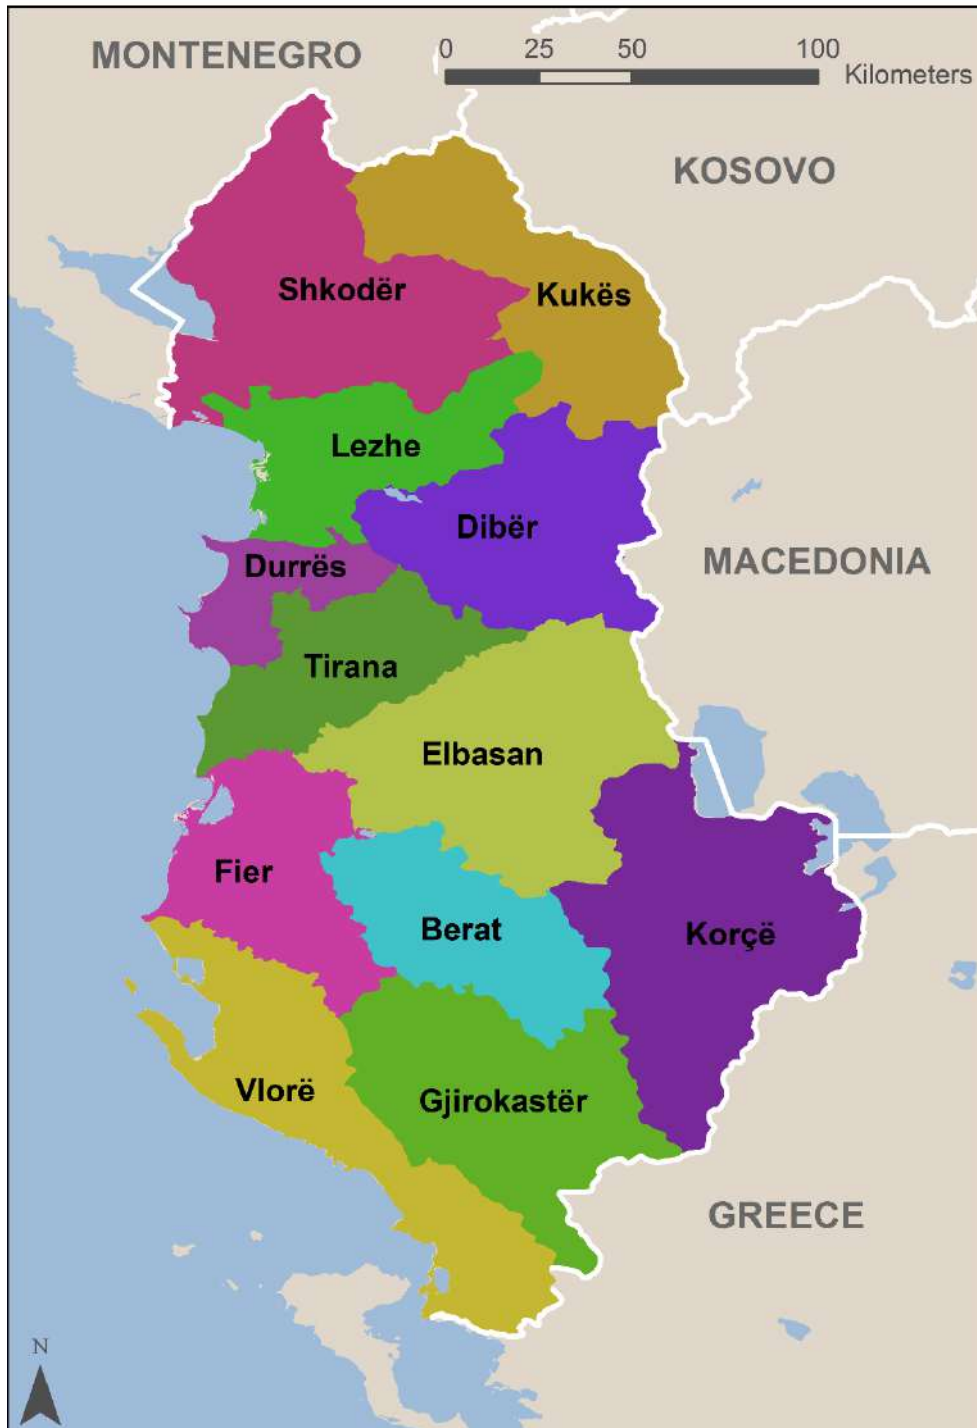 MONTENEGRO
0 25 50 100
Kilometers
KOSOVO
Shkodër
Kukës
Lezhe
Dibër
Durrës
MACEDONIA
Tirana
Elbasan
Fier
Berat
Korçë
Vlorë
Gjirokastër
GREECE
N